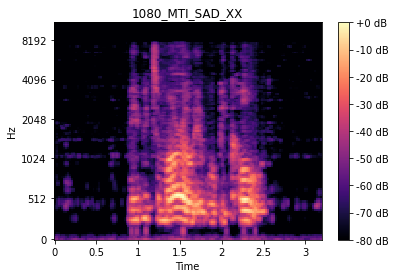 1080_MTI_SAD_XX
+0 dB
8192
-10 dB
4096
-20 dB
-30 dB
2048
Hz
-40 dB
1024
-50 dB
512
-60 dB
-70 dB
0
-80 dB
0 0.5 1 1.5 2 2.5 3
Time